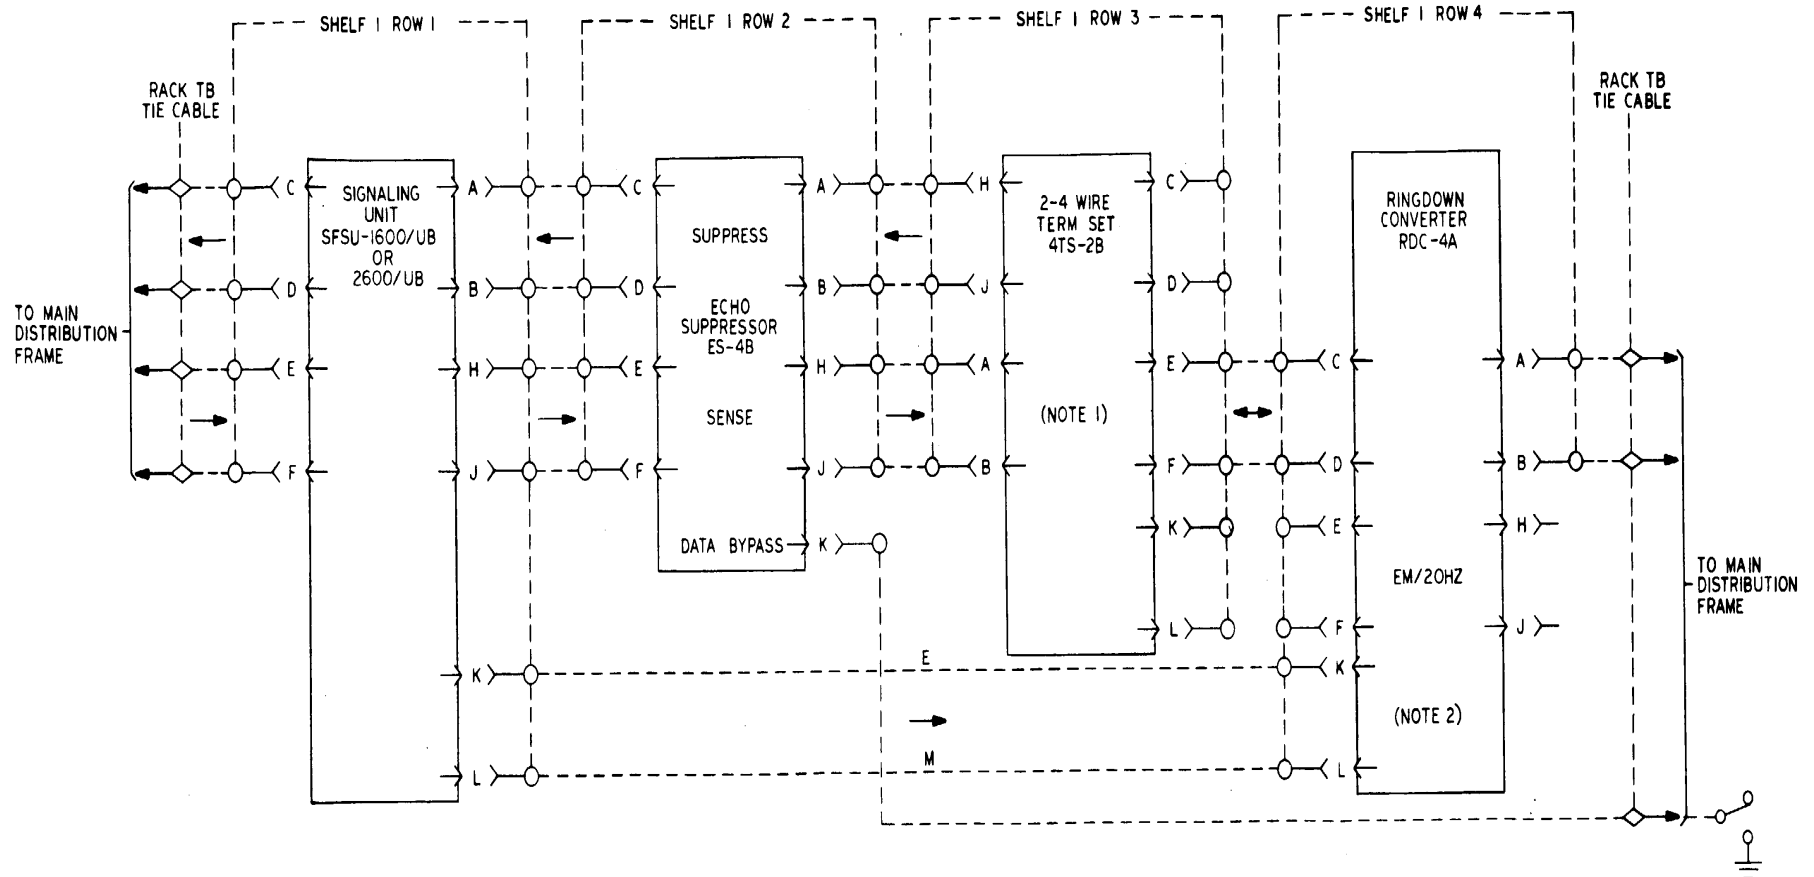 SHELF 1 ROW 1
SHELF 1 ROW 2
SHELF 1 ROW 3
SHELF 1 ROW 4
RACK TB
TIE CABLE
RACK TB
TIE CABLE
TO MAIN
DISTRIBUTION
FRAME
C
D
E
F
SIGNALING
UNIT
SFSU-1600/UB
OR
2600/UB
A
B
H
J
K
L
C
D
E
F
SUPPRESS
ECHO
SUPPRESSOR
ES-4B
SENSE
DATA BYPASS
A
B
H
J
K
H
J
A
B
2-4 WIRE
TERM SET
4TS-2B
(NOTE 1)
C
D
E
F
K
L
C
D
E
F
K
L
RINGDOWN
CONVERTER
RDC-4A
EM/20HZ
(NOTE 2)
A
B
H
J
E
M
TO MAIN
DISTRIBUTION
FRAME